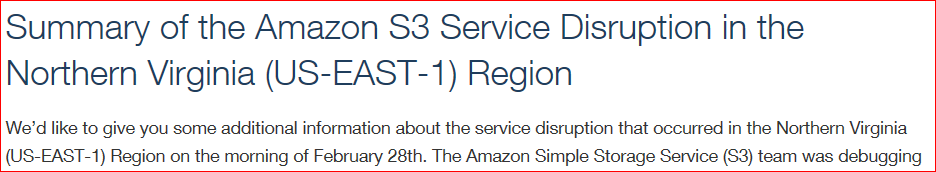 Summary of the Amazon S3 Service Disruption in the
Northern Virginia (US-EAST-1) Region
We’d like to give you some additional information about the service disruption that occurred in the Northern Virginia
(US-EAST-1) Region on the morning of February 28th. The Amazon Simple Storage Service (S3) team was debugging